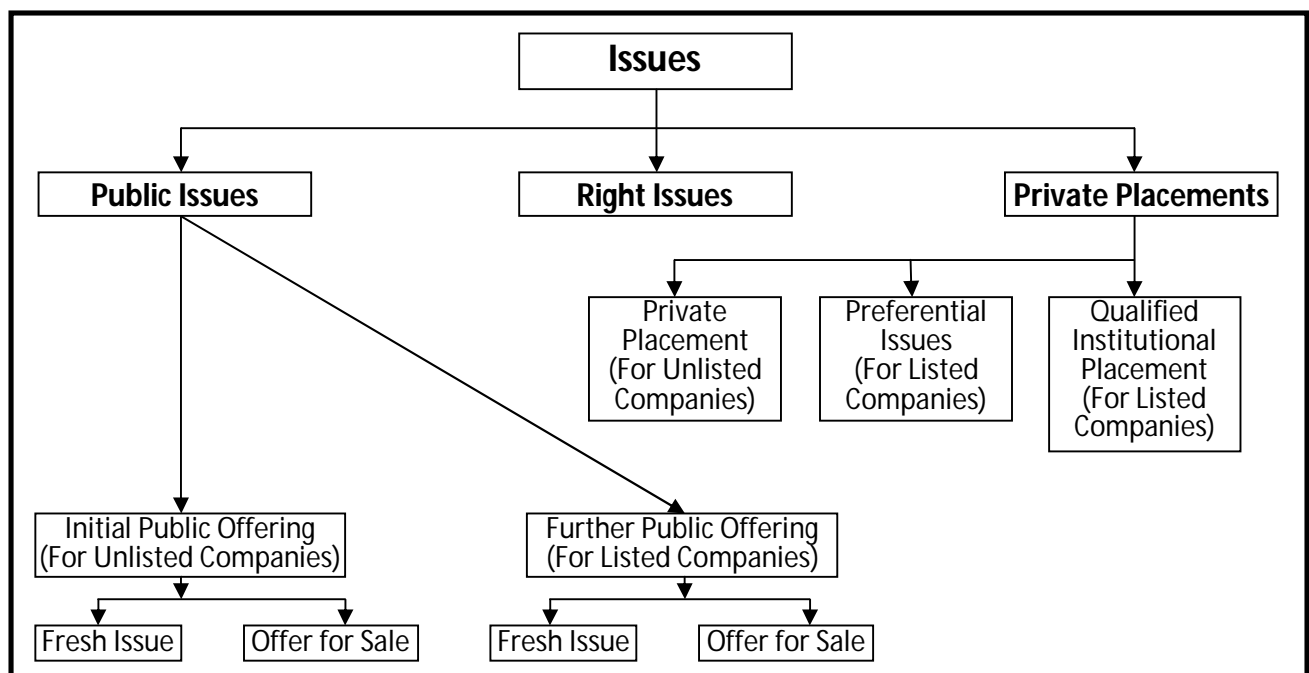 Issues
Public Issues
Right Issues
Private Placements
Private
Placement
(For Unlisted
Companies)
Preferential
Issues
(For Listed
Companies)
Qualified
Institutional
Placement
(For Listed
Companies)
Initial Public Offering
(For Unlisted Companies)
Further Public Offering
(For Listed Companies)
Fresh Issue
Offer for Sale
Fresh Issue
Offer for Sale